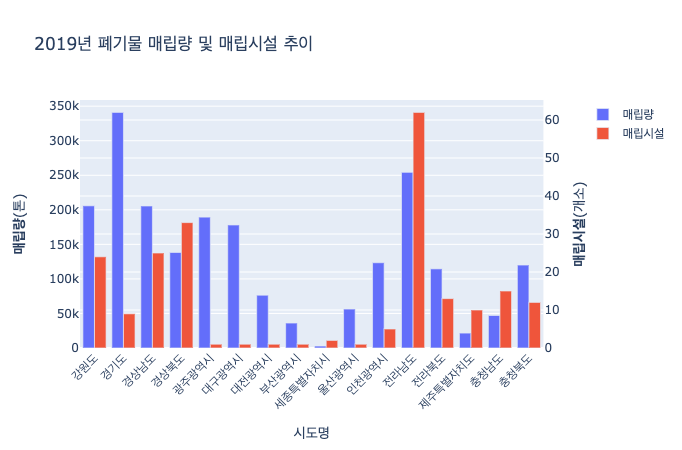 2019년 폐기물 매립량 및 매립시설 추이
매립량
매립시설
350k
300k
250k
200k
150k
100k
50k
0
매립량(톤)
60
50
40
30
20
10
0
매립시설(개소)
강원도
경기도
경상남도
경상북도
광주광역시
대구광역시
대전광역시
부산광역시
세종특별자치시
울산광역시
인천광역시
전라남도
전라북도
제주특별자치도
충청남도
충청북도
시도명